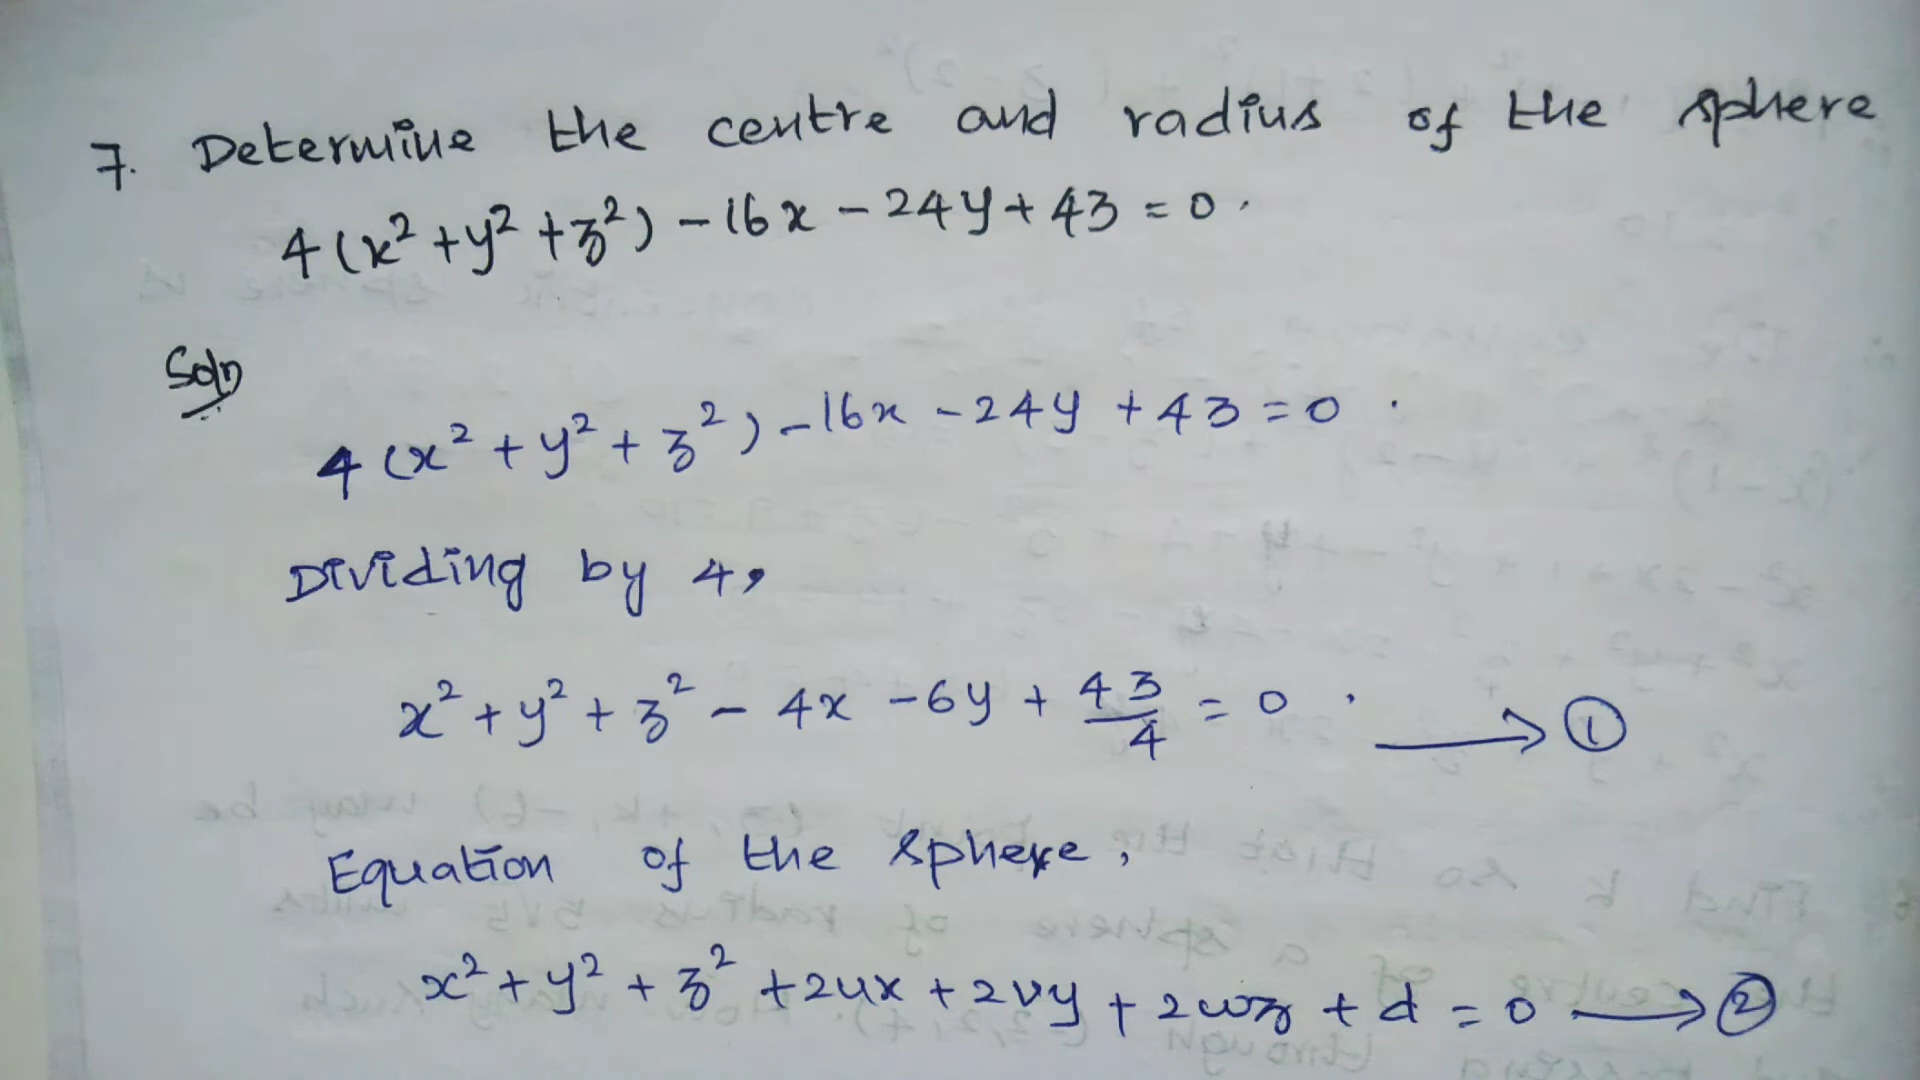 7. Determine the centre and radius of the sphere
4(x² + y² + z²) - 16x - 24y + 43 = 0.
Soln
4(x² + y² + z²) - 16x - 24y + 43 = 0.
Dividing by 4,
x² + y² + z² - 4x - 6y + 43/4 = 0. → ①
Equation of the sphere,
x² + y² + z² + 2ux + 2vy + 2wz + d = 0 → ②